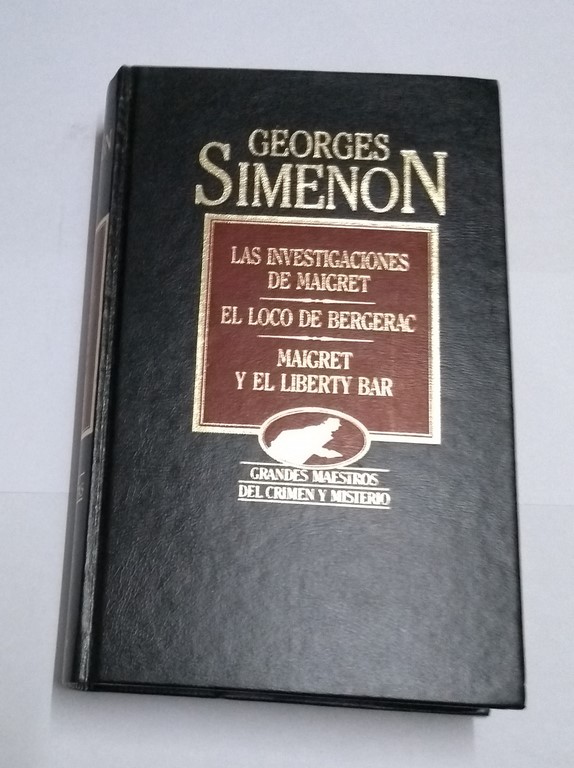 GEORGES
SIMENON
LAS INVESTIGACIONES
DE MAIGRET
EL LOCO DE BERGERAC
MAIGRET
Y EL LIBERTY BAR
GRANDES MAESTROS
DEL CRIMEN Y MISTERIO